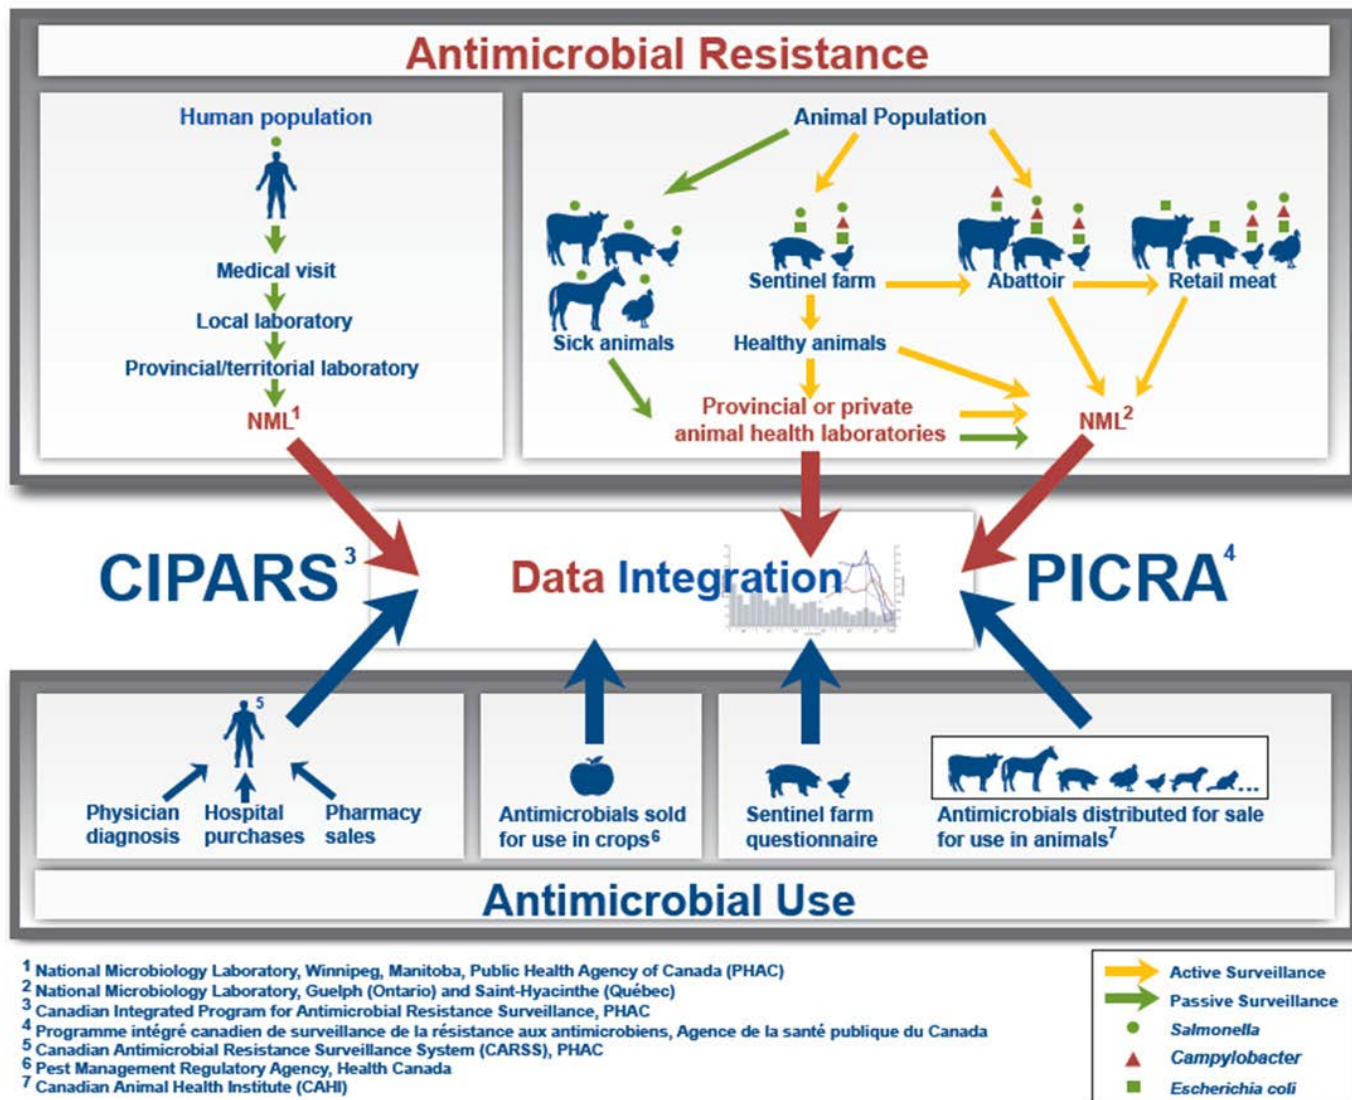 Antimicrobial Resistance
Human population
Medical visit
Local laboratory
Provincial/territorial laboratory
NML1
Animal Population
Sick animals
Sentinel farm
Abattoir
Retail meat
Healthy animals
Provincial or private
animal health laboratories
NML2
CIPARS3
Data Integration
PICRA4
5
Physician
diagnosis
Hospital
purchases
Pharmacy
sales
Antimicrobials sold
for use in crops6
Sentinel farm
questionnaire
...
Antimicrobials distributed for sale
for use in animals7
Antimicrobial Use
1 National Microbiology Laboratory, Winnipeg, Manitoba, Public Health Agency of Canada (PHAC)
2 National Microbiology Laboratory, Guelph (Ontario) and Saint-Hyacinthe (Québec)
3 Canadian Integrated Program for Antimicrobial Resistance Surveillance, PHAC
4 Programme intégré canadien de surveillance de la résistance aux antimicrobiens, Agence de la santé publique du Canada
5 Canadian Antimicrobial Resistance Surveillance System (CARSS), PHAC
6 Pest Management Regulatory Agency, Health Canada
7 Canadian Animal Health Institute (CAHI)
Active Surveillance
Passive Surveillance
Salmonella
Campylobacter
Escherichia coli